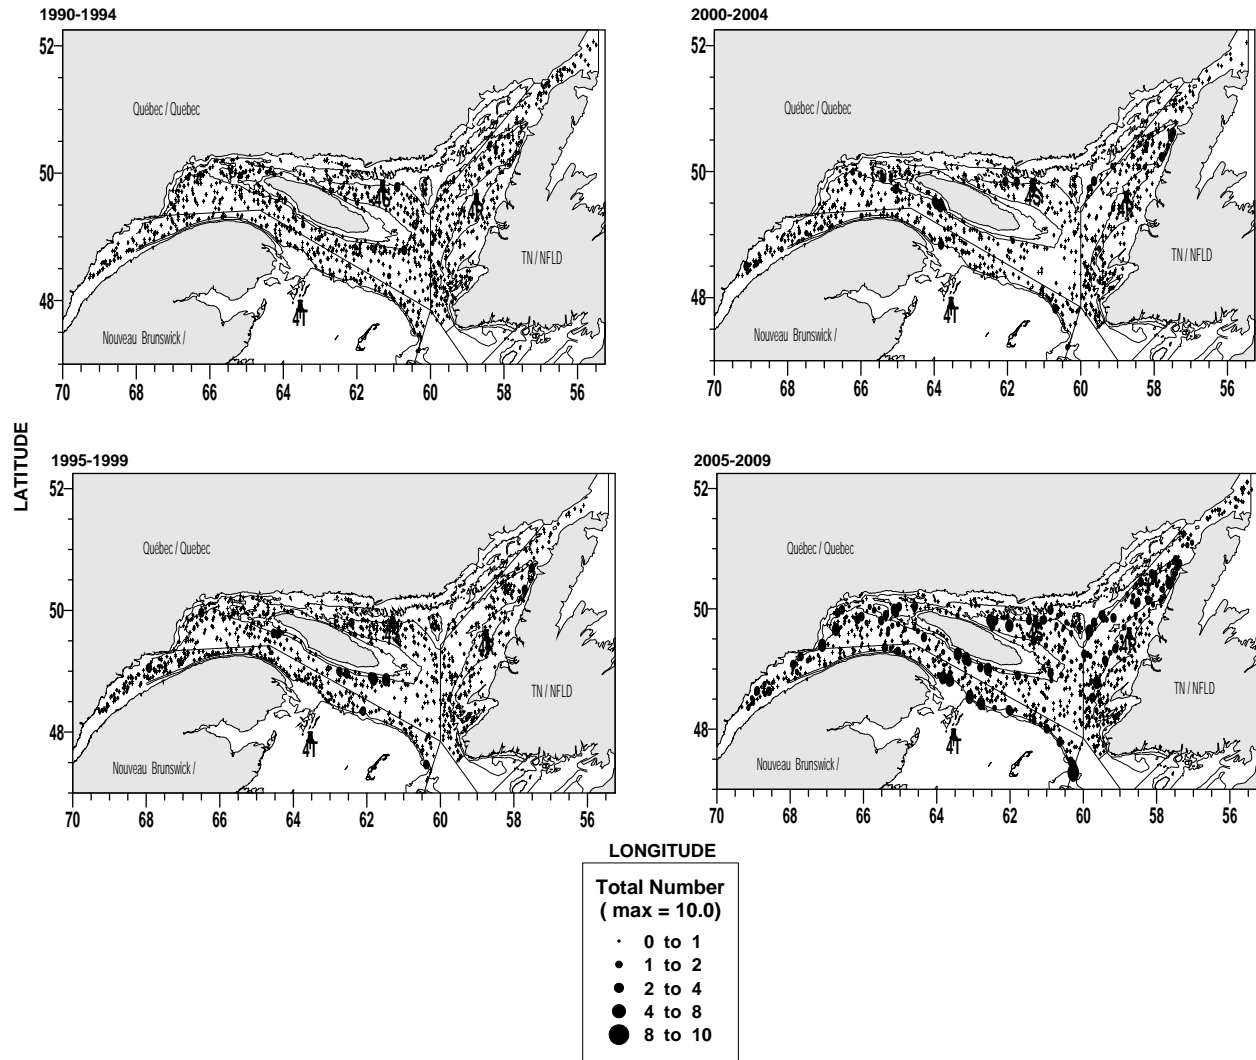 1990-1994
52
50
48
Québec / Quebec
TN / NFLD
Nouveau Brunswick /
4T
70 68 66 64 62 60 58 56
2000-2004
52
50
48
Québec / Quebec
TN / NFLD
Nouveau Brunswick /
4T
70 68 66 64 62 60 58 56
LATITUDE
1995-1999
52
50
48
Québec / Quebec
TN / NFLD
Nouveau Brunswick /
4T
70 68 66 64 62 60 58 56
2005-2009
52
50
48
Québec / Quebec
TN / NFLD
Nouveau Brunswick /
4T
70 68 66 64 62 60 58 56
LONGITUDE
Total Number
( max = 10.0)
0 to 1
1 to 2
2 to 4
4 to 8
8 to 10